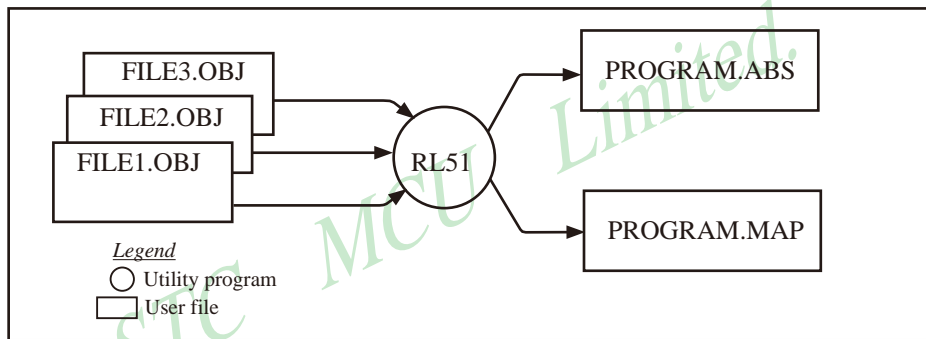 FILE3.OBJ
FILE2.OBJ
FILE1.OBJ
RL51
PROGRAM.ABS
PROGRAM.MAP
Legend
Utility program
User file
STC MCU Limited.